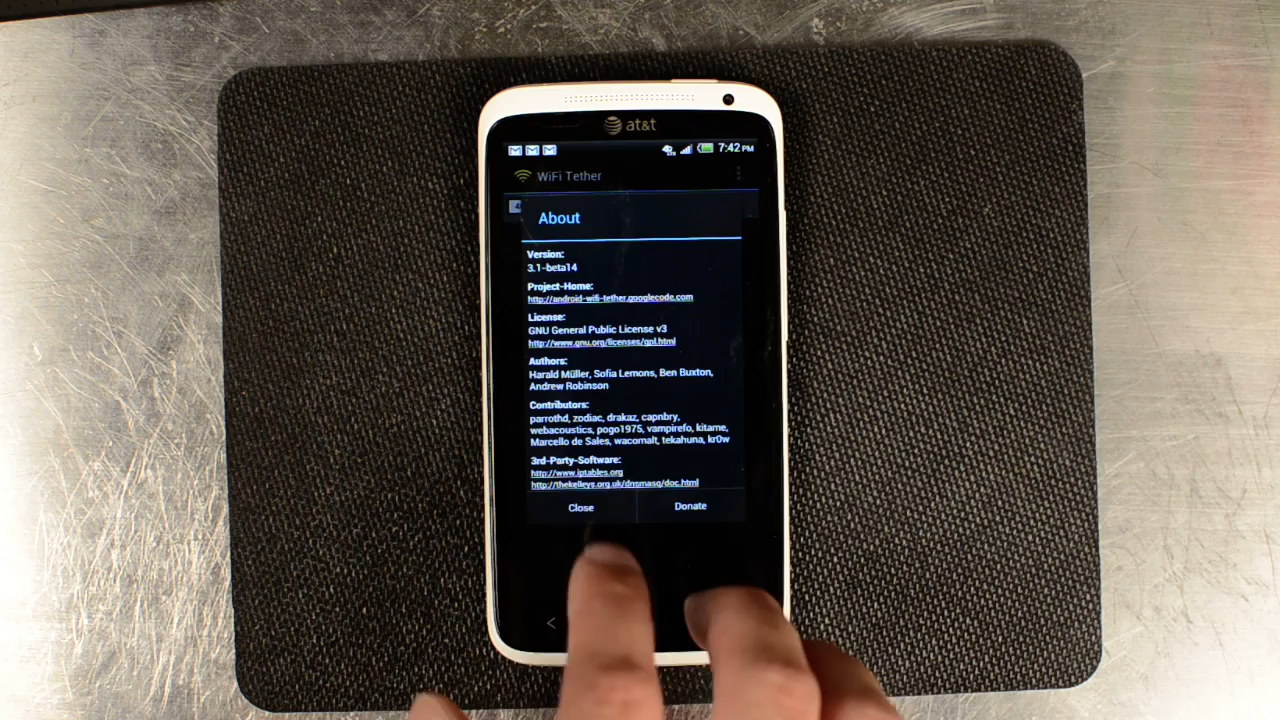 at&t
4G LTE 7:42 PM
WiFi Tether
About
Version:
3.1-beta14
Project-Home:
http://android-wifi-tether.googlecode.com
License:
GNU General Public License v3
http://www.gnu.org/licenses/gpl.html
Authors:
Harald Müller, Sofia Lemons, Ben Buxton,
Andrew Robinson
Contributors:
parrothd, zodiac, drakaz, capnbry,
webacoustics, pogo1975, vampirefo, kitame,
Marcello de Sales, wacomalt, tekahuna, kr0w
3rd-Party-Software:
http://www.iptables.org
http://thekelleys.org.uk/dnsmasq/doc.html
Close Donate